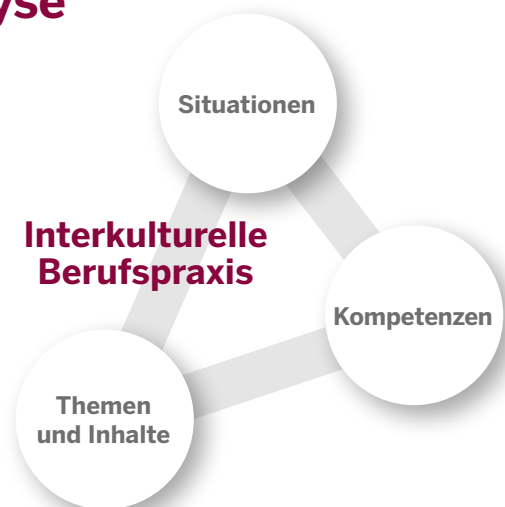 yse
Situationen
Interkulturelle
Berufspraxis
Kompetenzen
Themen
und Inhalte